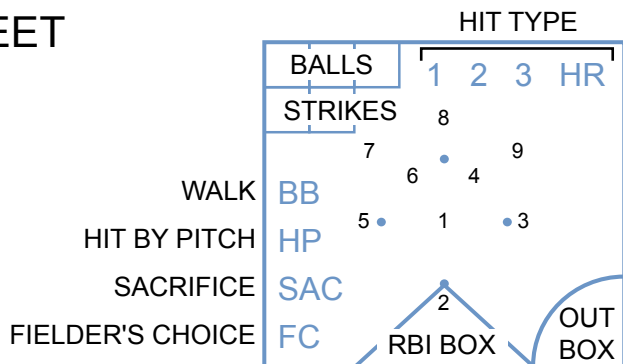 EET
HIT TYPE
BALLS
1 2 3 HR
STRIKES
8
7
9
6
4
WALK BB
5
1
3
HIT BY PITCH HP
SACRIFICE SAC
2
FIELDER'S CHOICE FC
RBI BOX
OUT
BOX